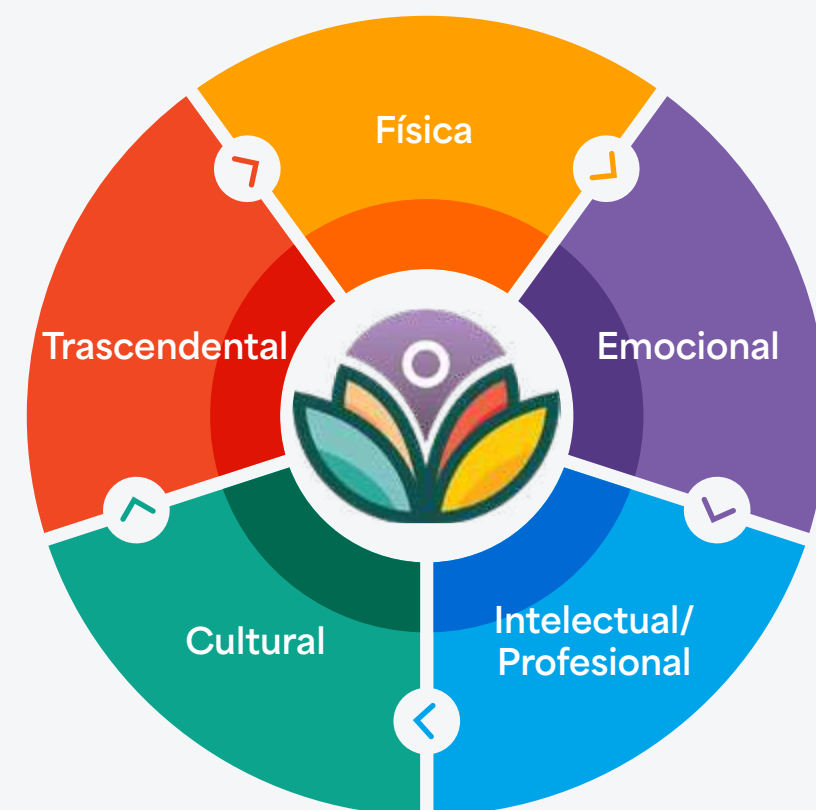 Física
Emocional
Intelectual/
Profesional
Cultural
Trascendental